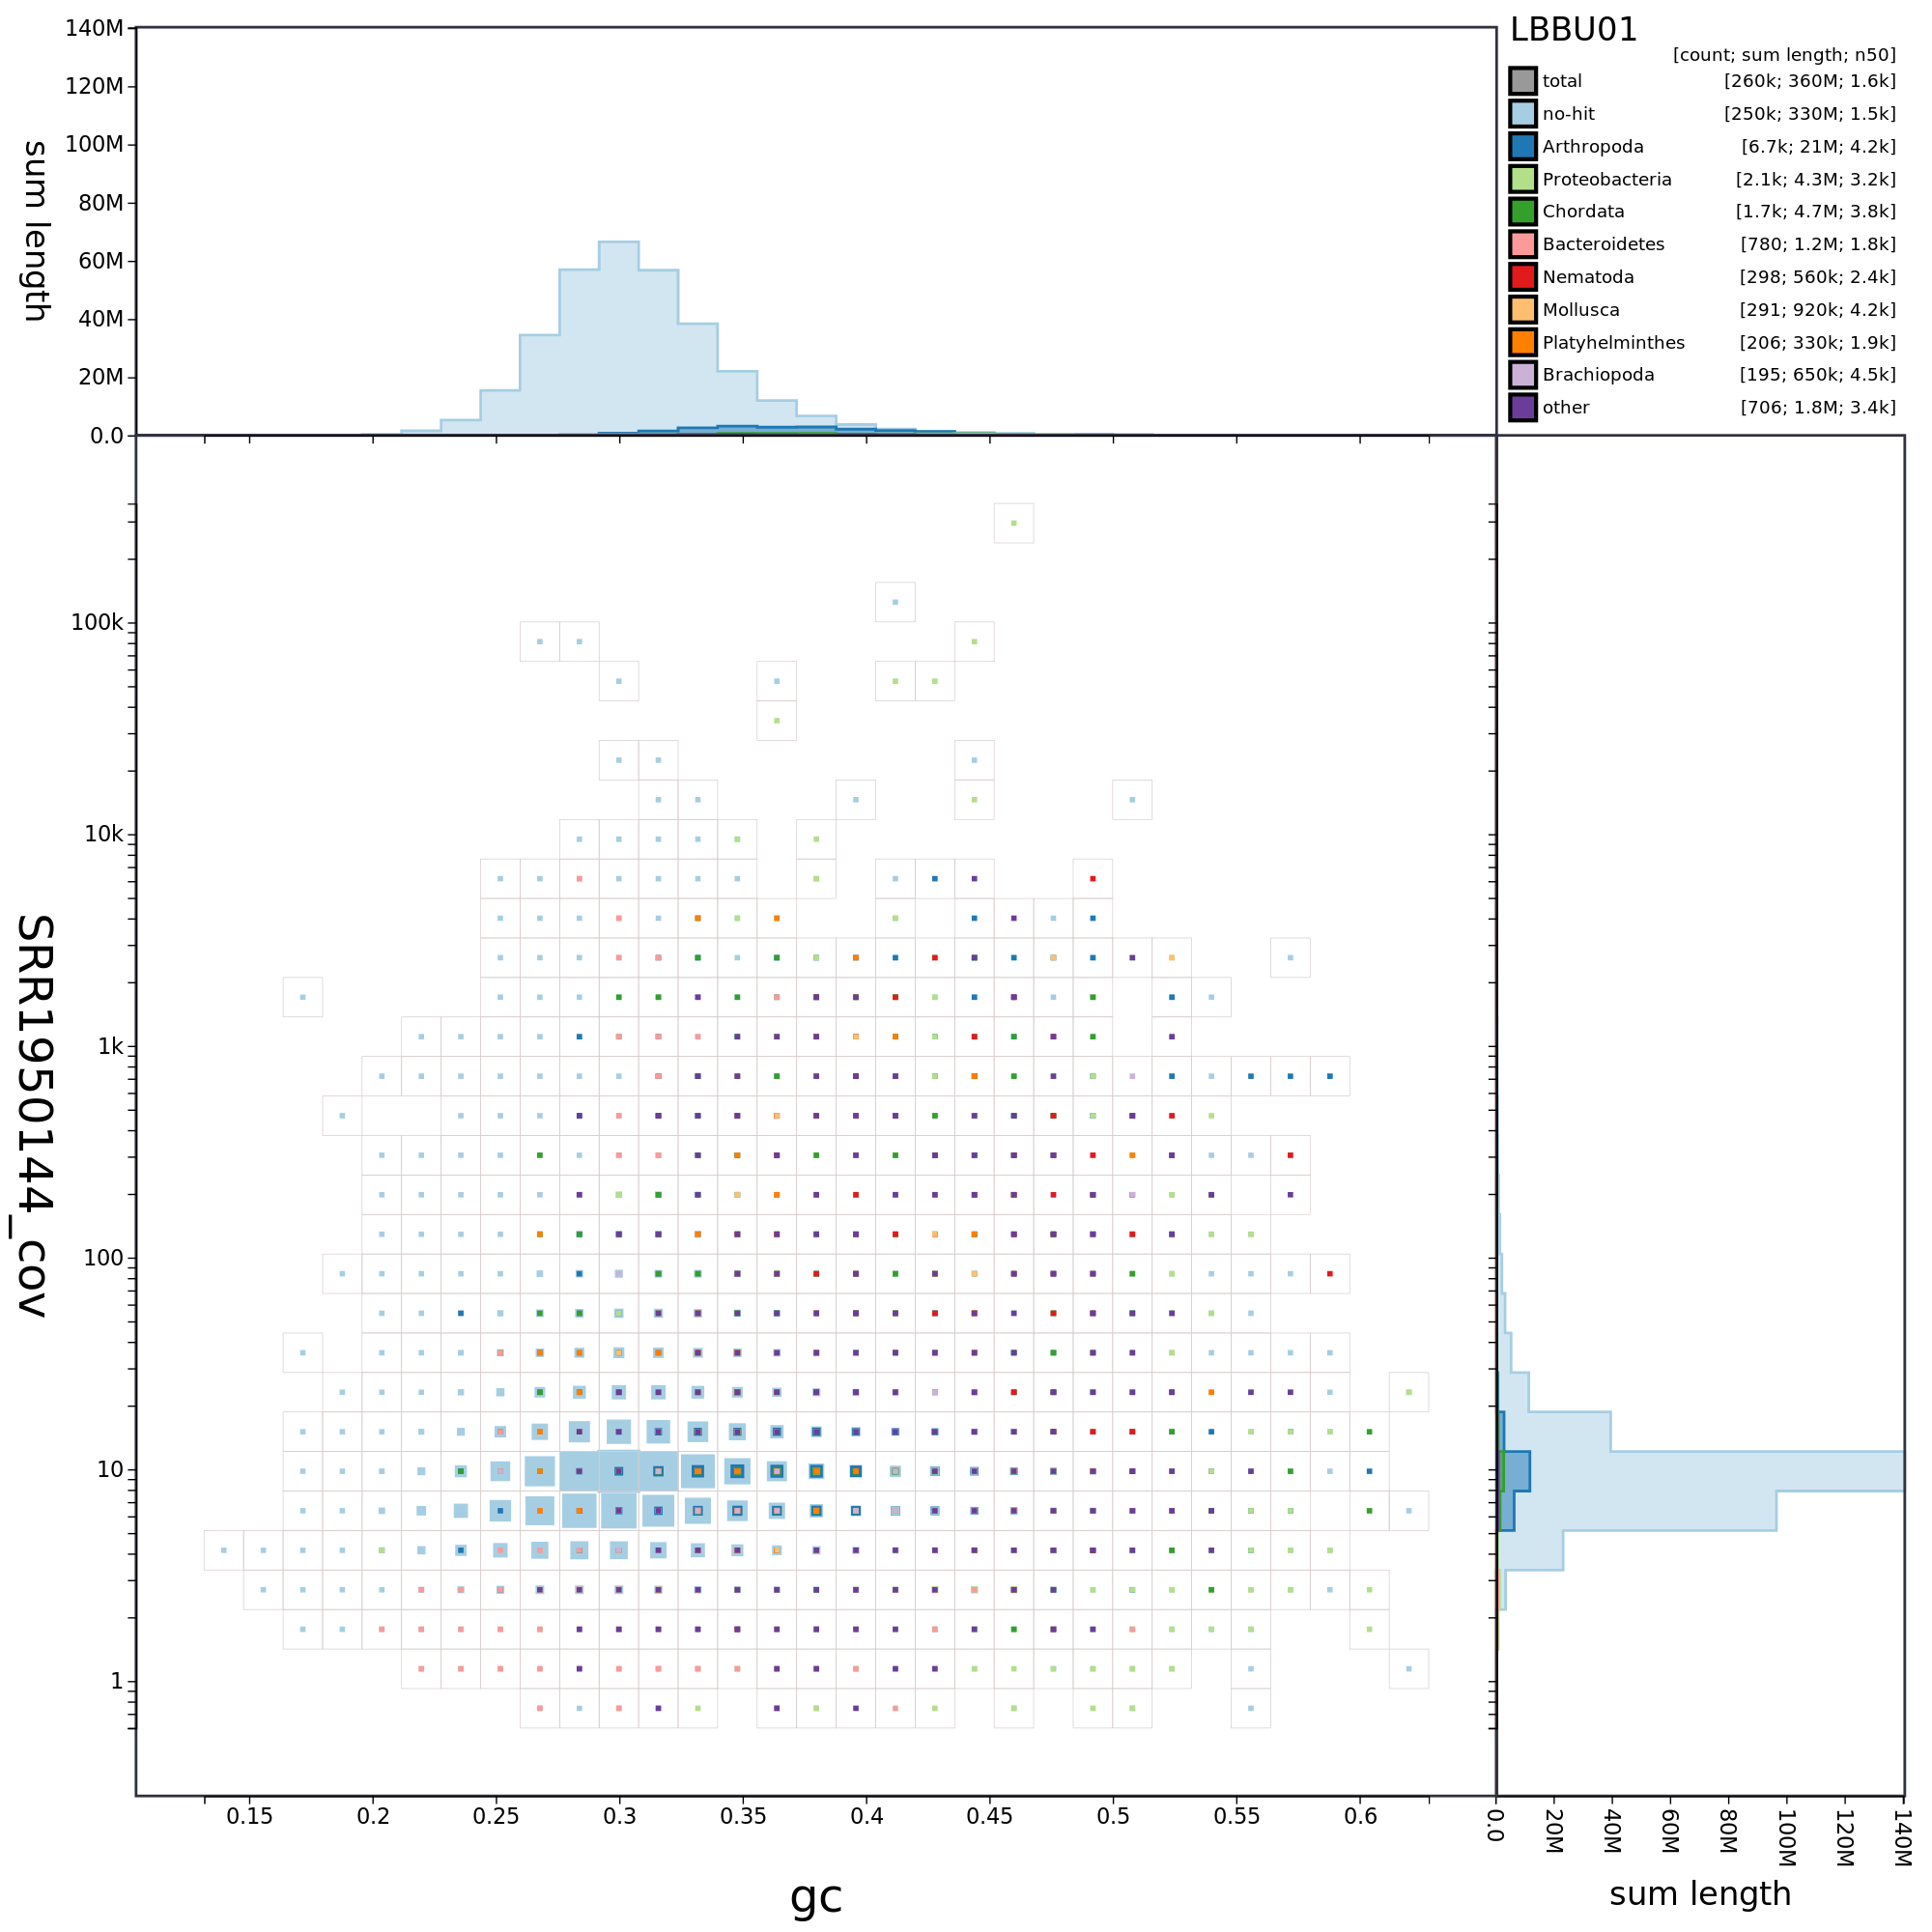 LBBU01
[count; sum length; n50]
total [260k; 360M; 1.6k]
no-hit [250k; 330M; 1.5k]
Arthropoda [6.7k; 21M; 4.2k]
Proteobacteria [2.1k; 4.3M; 3.2k]
Chordata [1.7k; 4.7M; 3.8k]
Bacteroidetes [780; 1.2M; 1.8k]
Nematoda [298; 560k; 2.4k]
Mollusca [291; 920k; 4.2k]
Platyhelminthes [206; 330k; 1.9k]
Brachiopoda [195; 650k; 4.5k]
other [706; 1.8M; 3.4k]
sum length
140M
120M
100M
80M
60M
40M
20M
0.0
SRR1950144_cov
100k
10k
1k
100
10
1
0.15 0.2 0.25 0.3 0.35 0.4 0.45 0.5 0.55 0.6
gc
0.0 20M 40M 60M 80M 100M 120M 140M
sum length